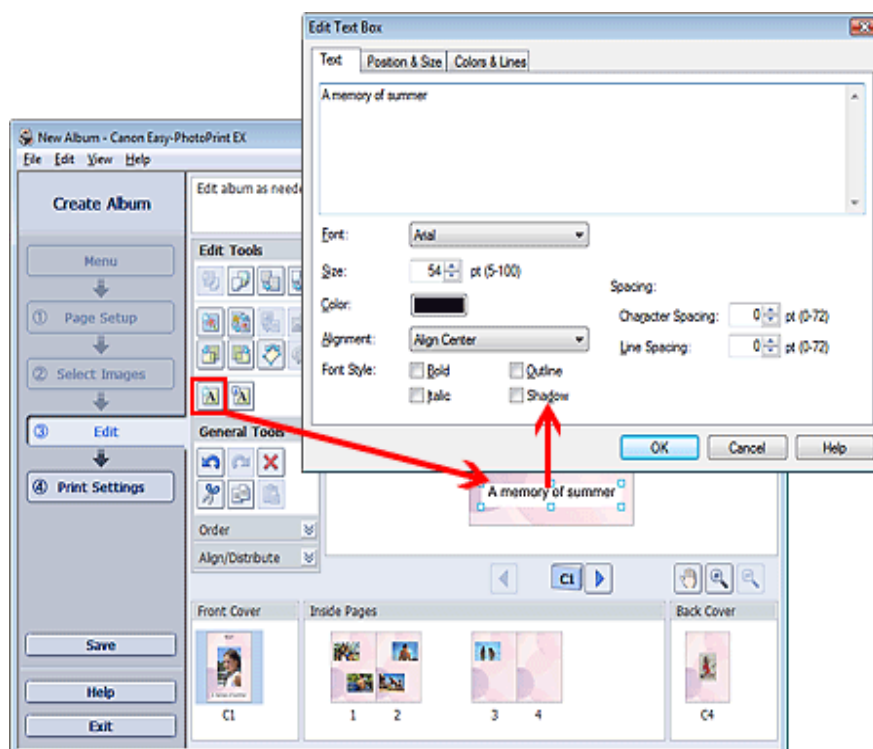 Edit Text Box
Text Position & Size Colors & Lines
A memory of summer
Font: Arial
Size: 54 pt (5-100)
Color:
Alignment: Align Center
Font Style: Bold Outline
Italic Shadow
Spacing:
Character Spacing: 0 pt (0-72)
Line Spacing: 0 pt (0-72)
OK Cancel Help
New Album - Canon Easy-PhotoPrint EX
File Edit View Help
Create Album
Menu
1 Page Setup
2 Select Images
3 Edit
4 Print Settings
Save
Help
Exit
Edit album as neede
Edit Tools
General Tools
Order
Align/Distribute
A memory of summer
C1
Front Cover
Inside Pages
Back Cover
C1
1 2
3 4
C4